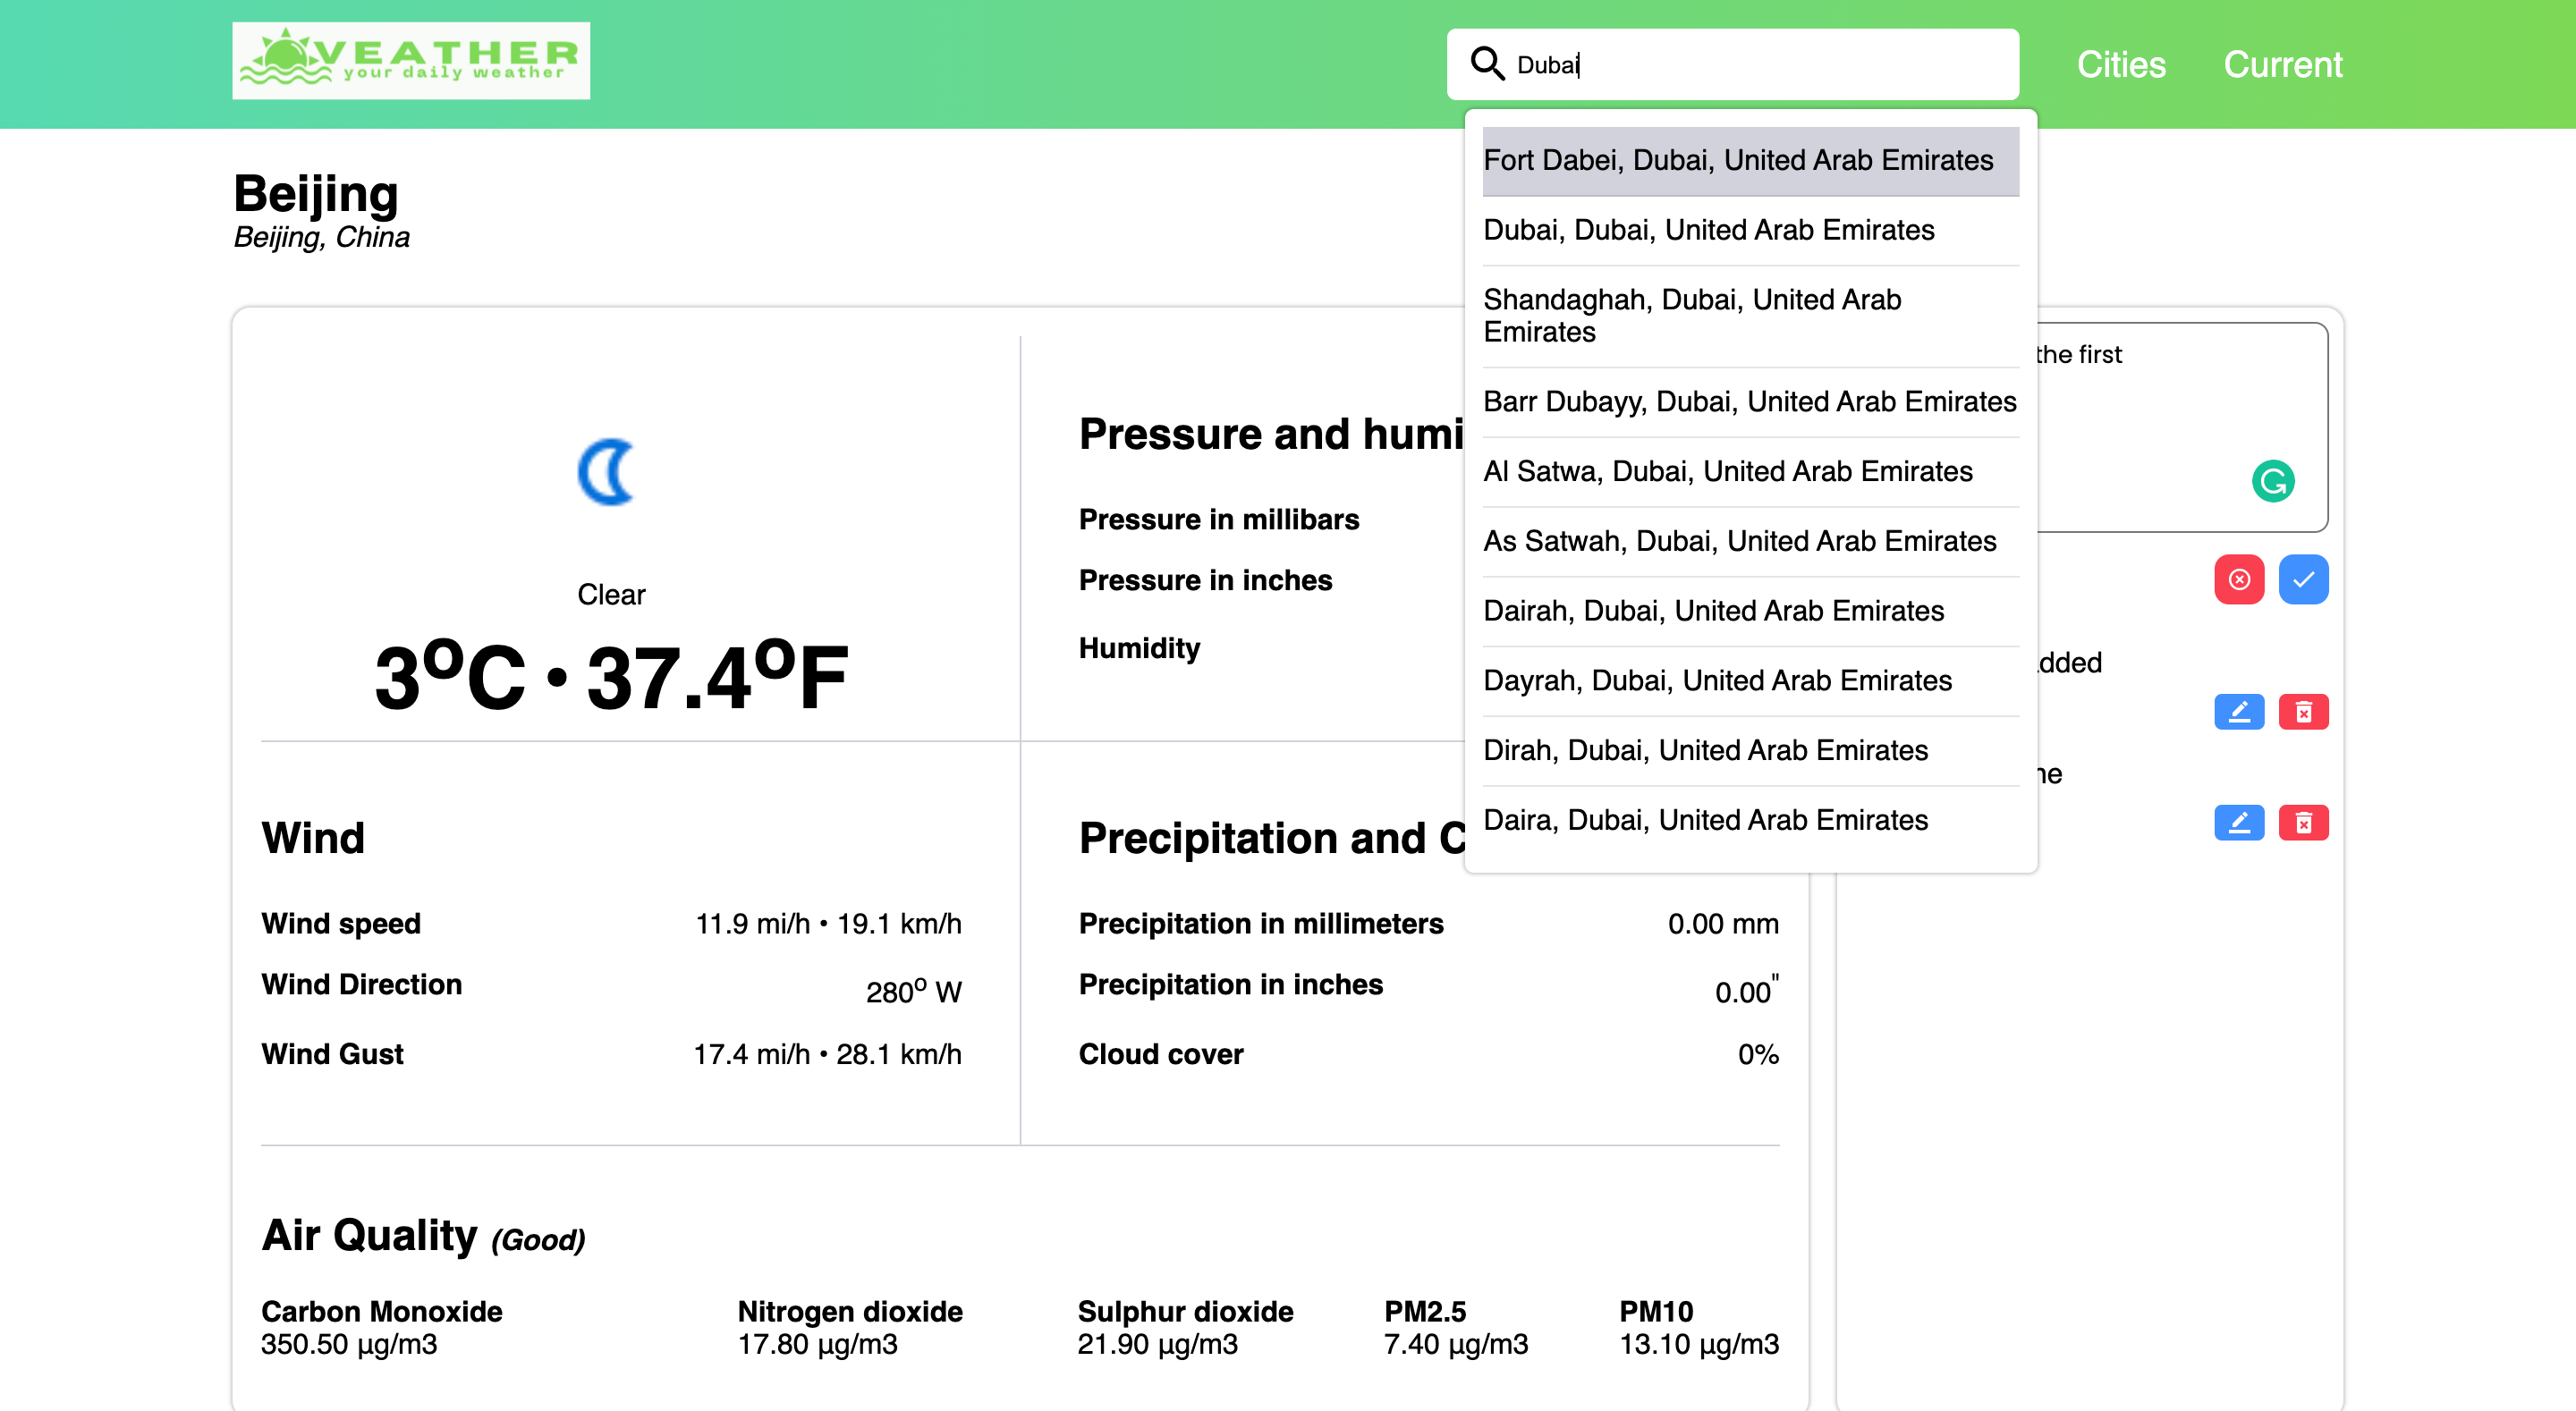 VEATHER
your daily weather
Dubai
Cities
Current
Fort Dabei, Dubai, United Arab Emirates
Dubai, Dubai, United Arab Emirates
Shandaghah, Dubai, United Arab
Emirates
Barr Dubayy, Dubai, United Arab Emirates
Al Satwa, Dubai, United Arab Emirates
As Satwah, Dubai, United Arab Emirates
Dairah, Dubai, United Arab Emirates
Dayrah, Dubai, United Arab Emirates
Dirah, Dubai, United Arab Emirates
Daira, Dubai, United Arab Emirates
Beijing
Beijing, China
Clear
3ºC • 37.4ºF
Pressure and humi
Pressure in millibars
Pressure in inches
Humidity
Wind
Wind speed 11.9 mi/h • 19.1 km/h
Wind Direction 280º W
Wind Gust 17.4 mi/h • 28.1 km/h
Precipitation and C
Precipitation in millimeters 0.00 mm
Precipitation in inches 0.00"
Cloud cover 0%
the first
dded
Air Quality (Good)
Carbon Monoxide
350.50 µg/m3
Nitrogen dioxide
17.80 µg/m3
Sulphur dioxide
21.90 µg/m3
PM2.5
7.40 µg/m3
PM10
13.10 µg/m3